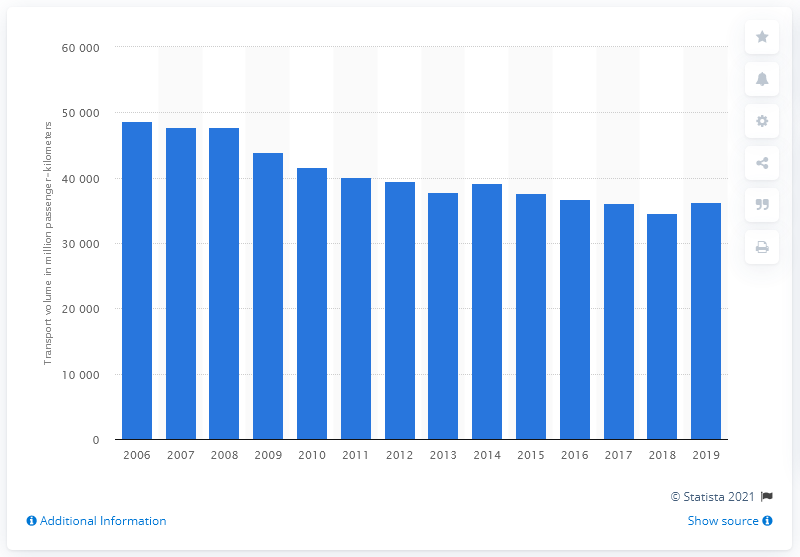 60 000
50 000
40 000
30 000
20 000
10 000
0
Transport volume in million passenger-kilometers
2006 2007 2008 2009 2010 2011 2012 2013 2014 2015 2016 2017 2018 2019
© Statista 2021
Additional Information
Show source